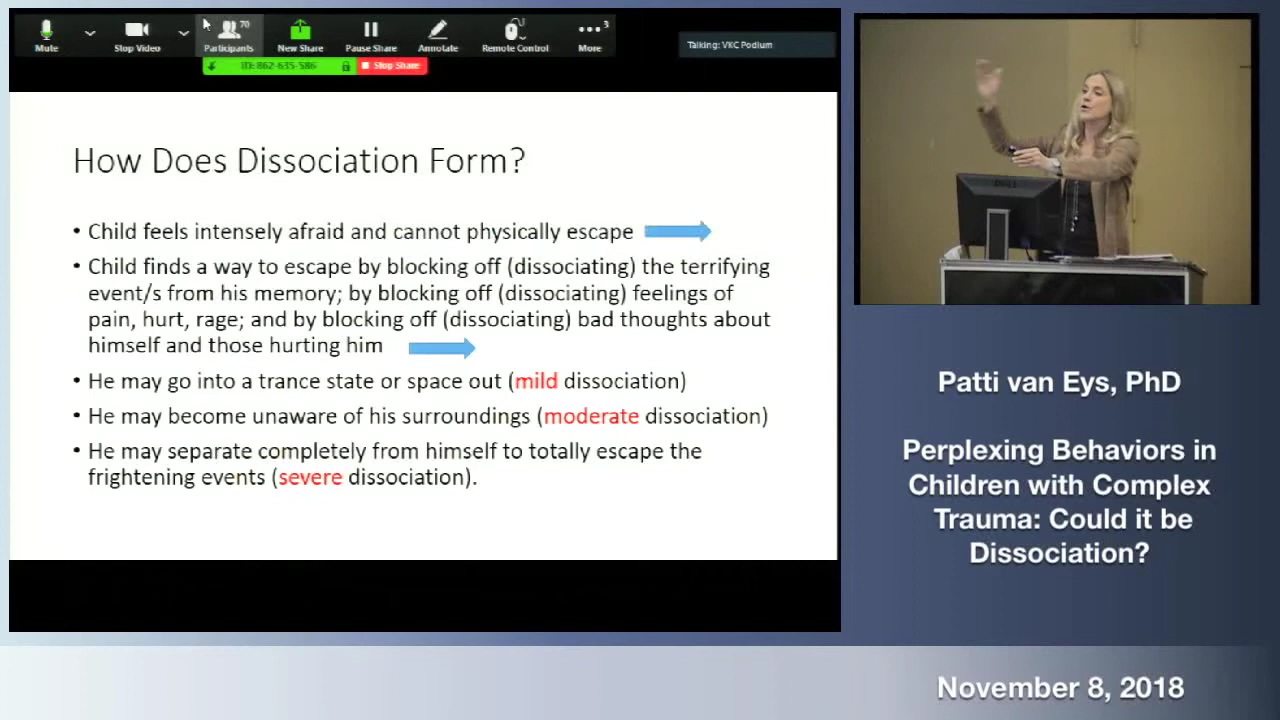 70
3
Mute
Stop Video
Participants
New Share
Pause Share
Annotate
Remote Control
More
Talking: VKC Podium
ID: 862-635-586
Stop Share
How Does Dissociation Form?
• Child feels intensely afraid and cannot physically escape
• Child finds a way to escape by blocking off (dissociating) the terrifying
event/s from his memory; by blocking off (dissociating) feelings of
pain, hurt, rage; and by blocking off (dissociating) bad thoughts about
himself and those hurting him
• He may go into a trance state or space out (mild dissociation)
• He may become unaware of his surroundings (moderate dissociation)
• He may separate completely from himself to totally escape the
frightening events (severe dissociation).
DELL
Patti van Eys, PhD
Perplexing Behaviors in
Children with Complex
Trauma: Could it be
Dissociation?
November 8, 2018